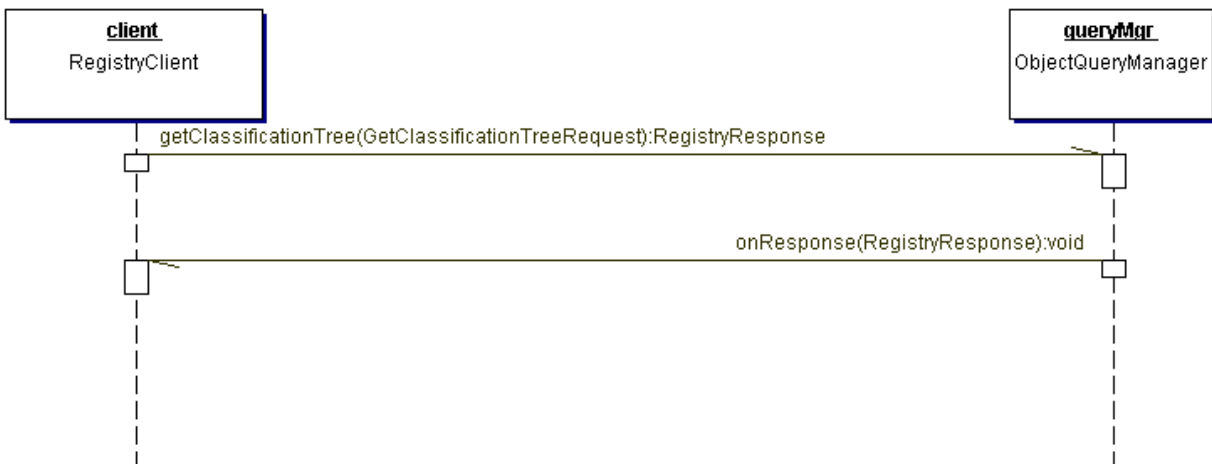 client
RegistryClient
queryMgr
ObjectQueryManager
getClassificationTree(GetClassificationTreeRequest):RegistryResponse
onResponse(RegistryResponse):void